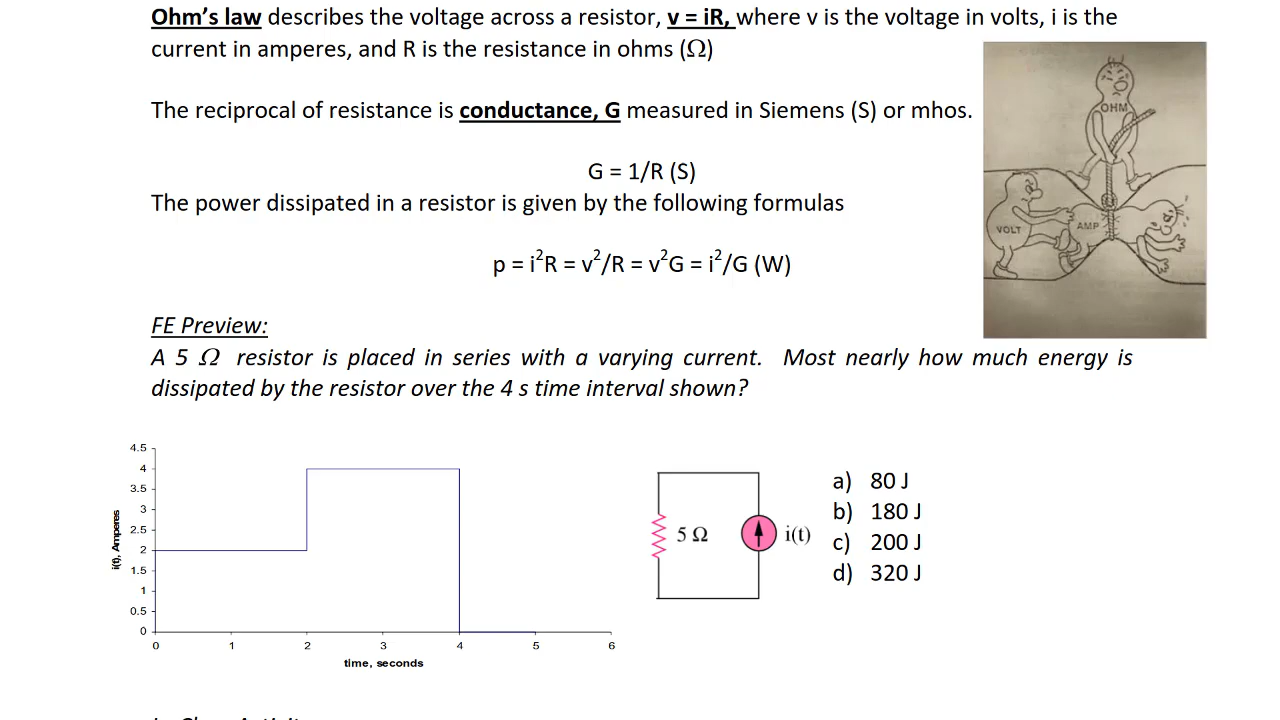 Ohm's law describes the voltage across a resistor, v = iR, where v is the voltage in volts, i is the
current in amperes, and R is the resistance in ohms (Ω)
The reciprocal of resistance is conductance, G measured in Siemens (S) or mhos.
G = 1/R (S)
The power dissipated in a resistor is given by the following formulas
p = i²R = v²/R = v²G = i²/G (W)
OHM
VOLT
AMP
FE Preview:
A 5 Ω resistor is placed in series with a varying current. Most nearly how much energy is
dissipated by the resistor over the 4 s time interval shown?
4.5
4
3.5
3
2.5
2
1.5
1
0.5
0
i(t), Amperes
0 1 2 3 4 5 6
time, seconds
5 Ω
i(t)
a) 80 J
b) 180 J
c) 200 J
d) 320 J